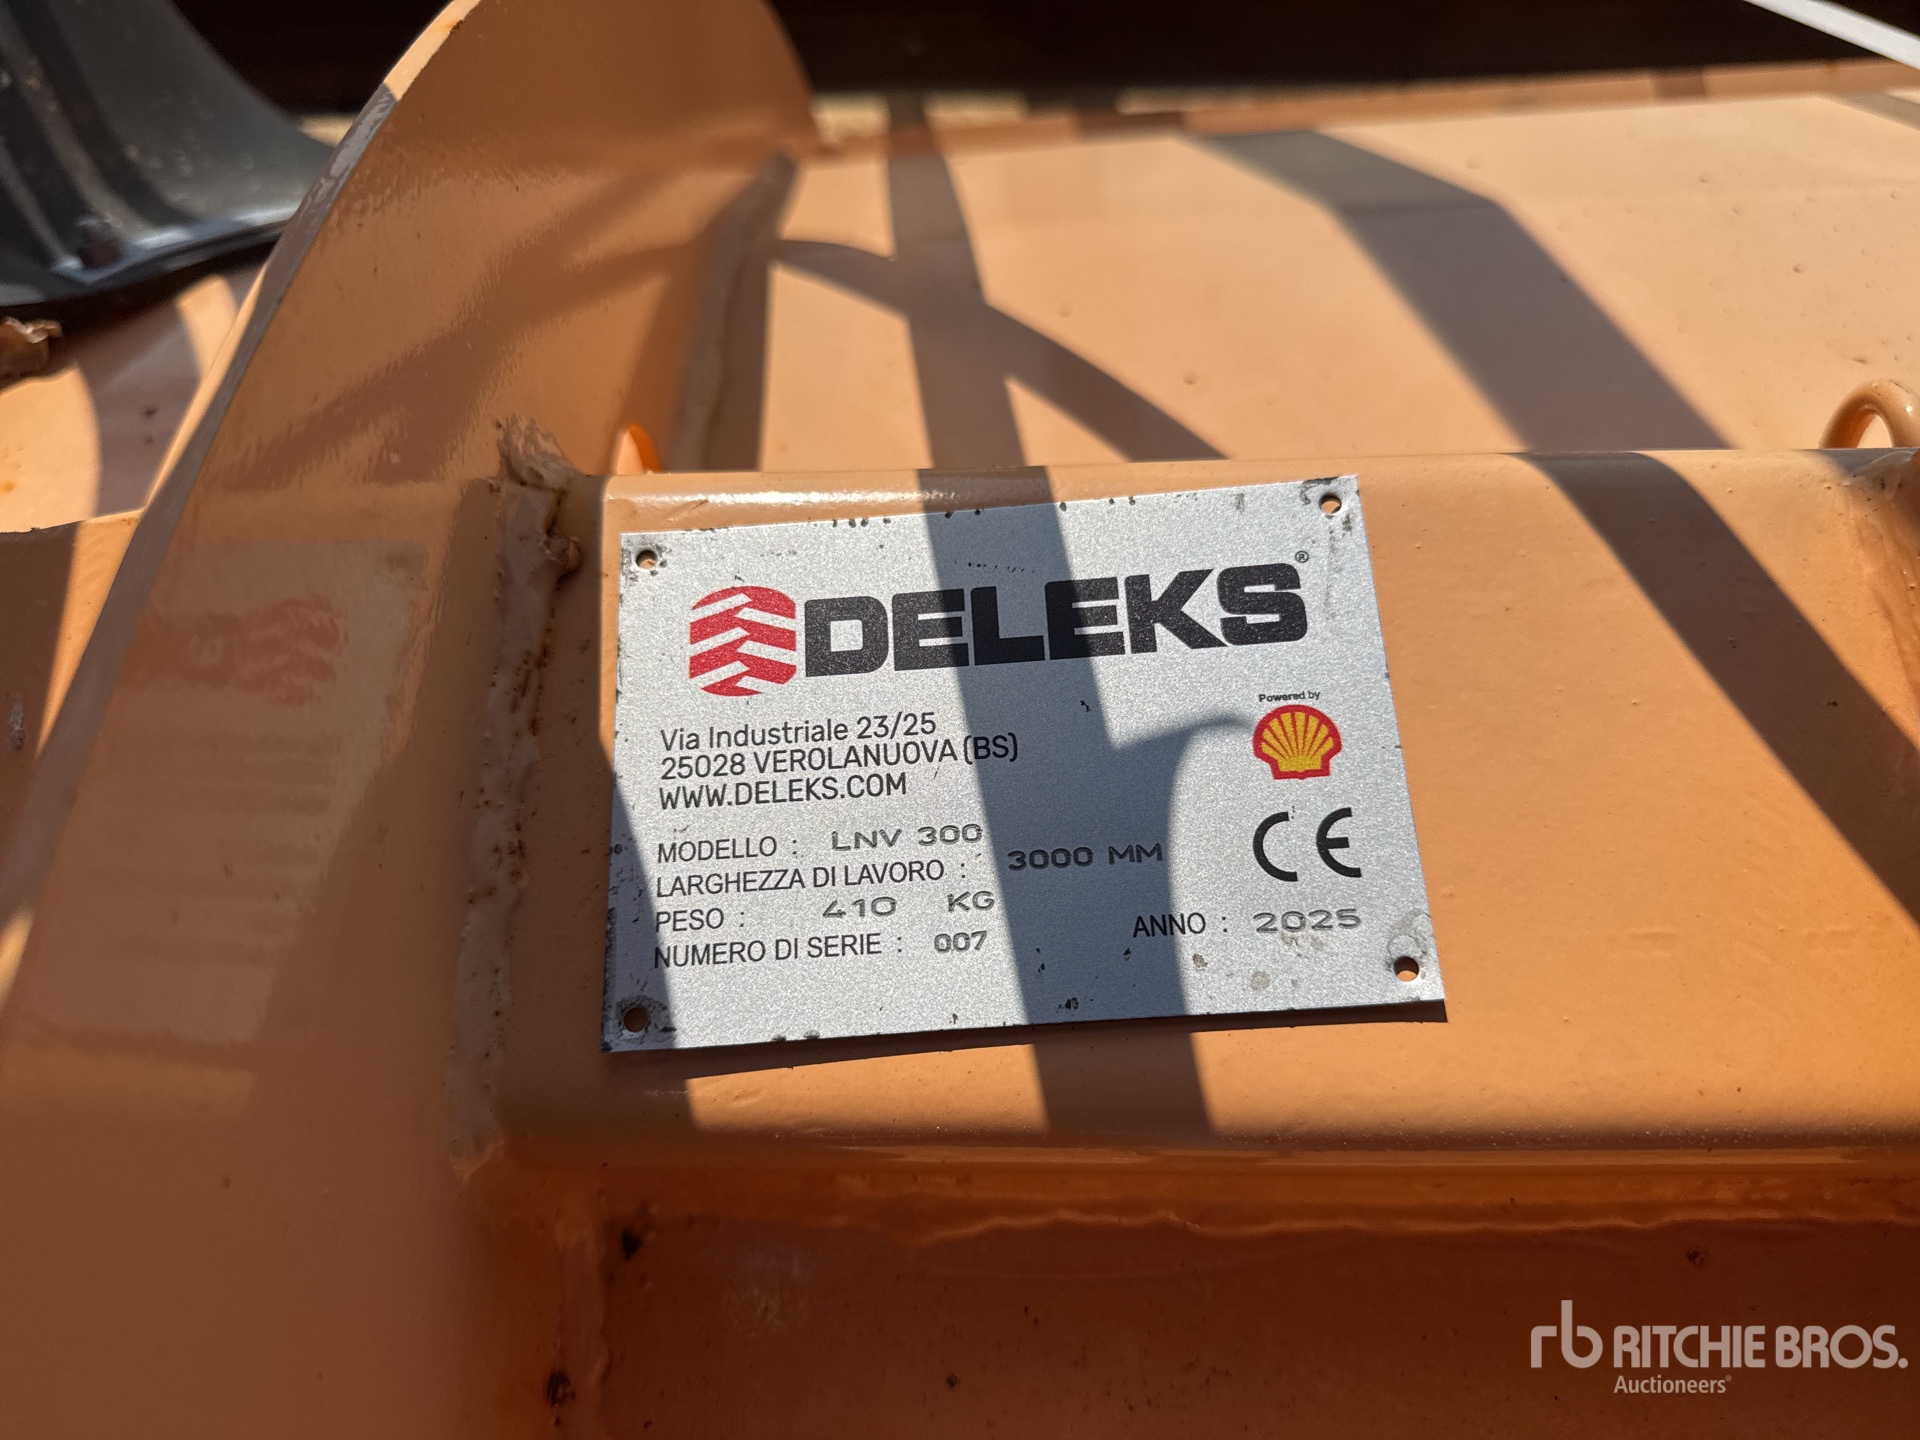 DELEKS®
Via Industriale 23/25
25028 VEROLANUOVA (BS)
WWW.DELEKS.COM
Powered by
CE
MODELLO : LNV 300
LARGHEZZA DI LAVORO : 3000 MM
PESO : 410 KG
NUMERO DI SERIE : 007
ANNO : 2025
rb RITCHIE BROS.
Auctioneers®